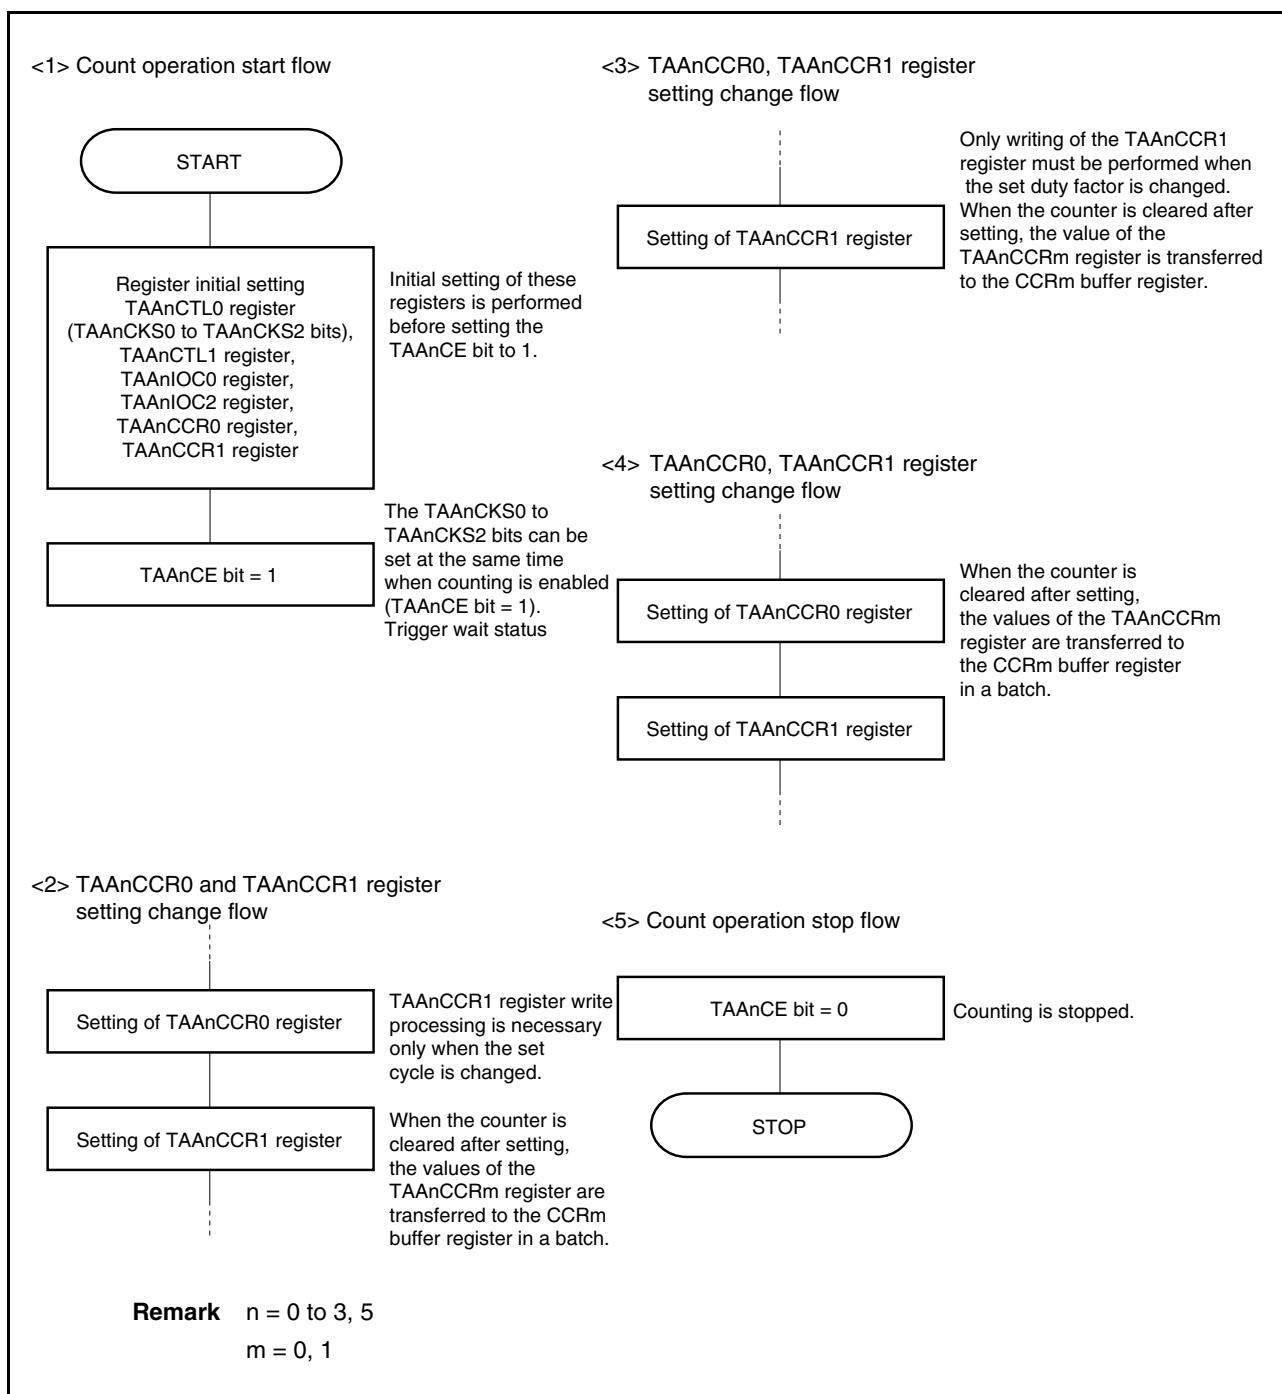 <1> Count operation start flow
START
Register initial setting
TAAnCTL0 register
(TAAnCKS0 to TAAnCKS2 bits),
TAAnCTL1 register,
TAAnIOC0 register,
TAAnIOC2 register,
TAAnCCR0 register,
TAAnCCR1 register
Initial setting of these
registers is performed
before setting the
TAAnCE bit to 1.
TAAnCE bit = 1
The TAAnCKS0 to
TAAnCKS2 bits can be
set at the same time
when counting is enabled
(TAAnCE bit = 1).
Trigger wait status
<2> TAAnCCR0 and TAAnCCR1 register
setting change flow
Setting of TAAnCCR0 register
TAAnCCR1 register write
processing is necessary
only when the set
cycle is changed.
Setting of TAAnCCR1 register
When the counter is
cleared after setting,
the values of the
TAAnCCRm register are
transferred to the CCRm
buffer register in a batch.
<3> TAAnCCR0, TAAnCCR1 register
setting change flow
Setting of TAAnCCR1 register
Only writing of the TAAnCCR1
register must be performed when
the set duty factor is changed.
When the counter is cleared after
setting, the value of the
TAAnCCRm register is transferred
to the CCRm buffer register.
<4> TAAnCCR0, TAAnCCR1 register
setting change flow
Setting of TAAnCCR0 register
When the counter is
cleared after setting,
the values of the TAAnCCRm
register are transferred to
the CCRm buffer register
in a batch.
Setting of TAAnCCR1 register
<5> Count operation stop flow
TAAnCE bit = 0
Counting is stopped.
STOP
Remark n = 0 to 3, 5
m = 0, 1